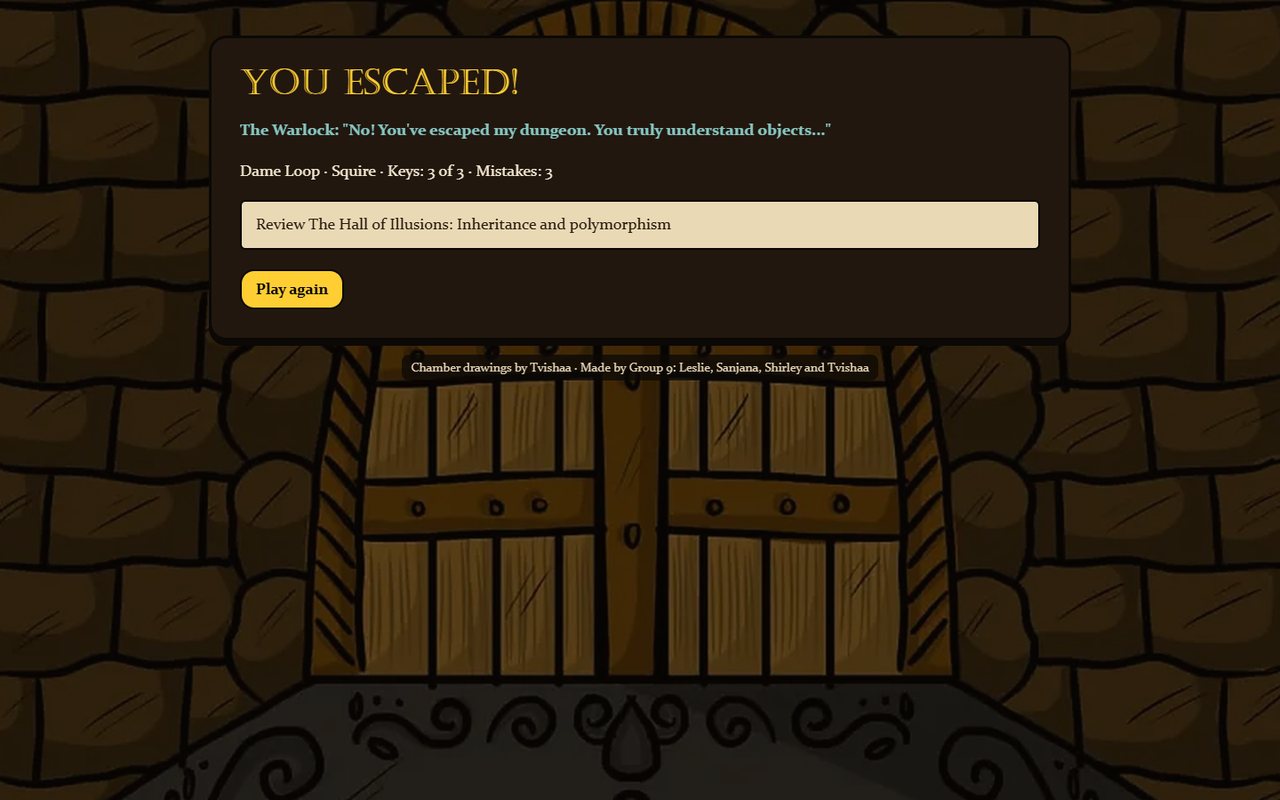 YOU ESCAPED!
The Warlock: "No! You've escaped my dungeon. You truly understand objects..."
Dame Loop · Squire · Keys: 3 of 3 · Mistakes: 3
Review The Hall of Illusions: Inheritance and polymorphism
Play again
Chamber drawings by Tvishaa · Made by Group 9: Leslie, Sanjana, Shirley and Tvishaa